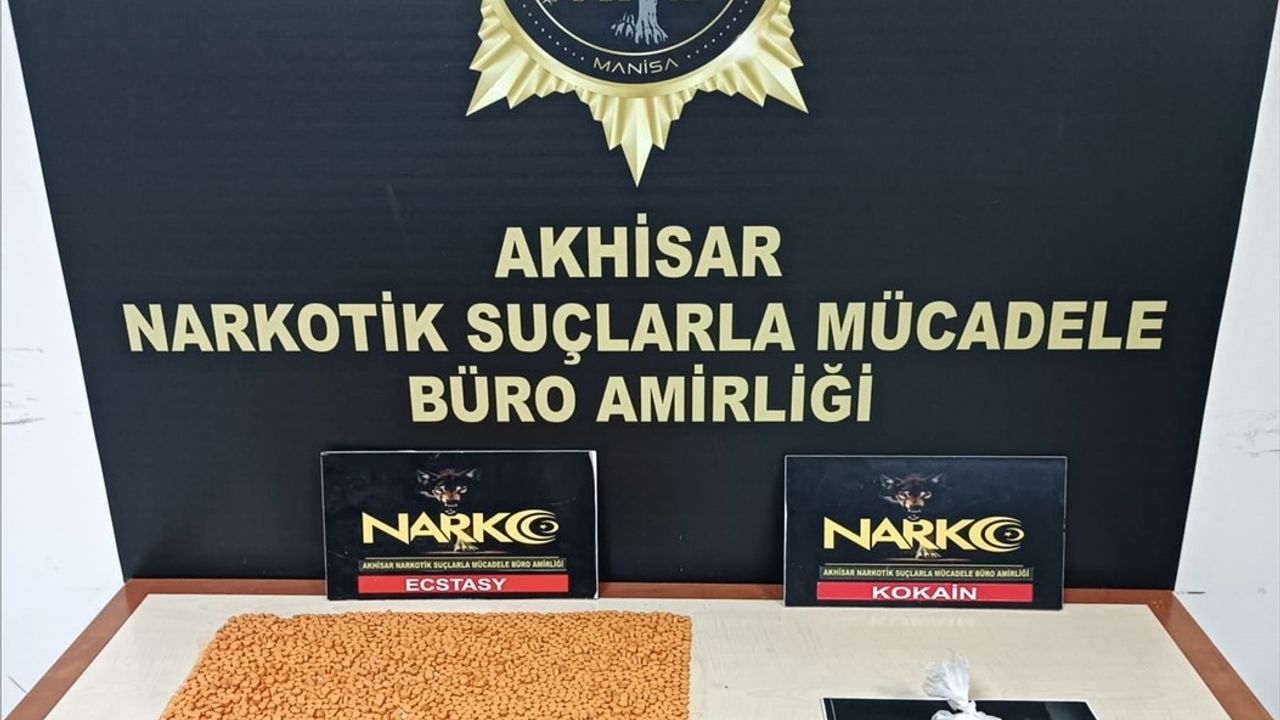 MANİSA
AKHİSAR
NARKOTİK SUÇLARLA MÜCADELE
BÜRO AMİRLİĞİ
NARKO
AKHİSAR NARKOTİK SUÇLARLA MÜCADELE BÜRO AMİRLİĞİ
ECSTASY
NARKO
AKHİSAR NARKOTİK SUÇLARLA MÜCADELE BÜRO AMİRLİĞİ
KOKAİN